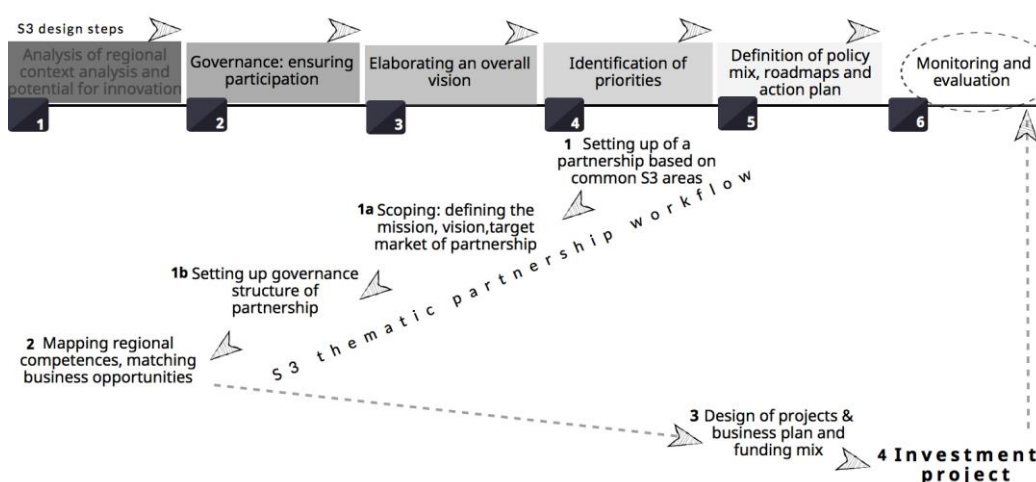 S3 design steps
Analysis of regional
context analysis and
potential for innovation
Governance: ensuring
participation
Elaborating an overall
vision
Identification of
priorities
Definition of policy
mix, roadmaps and
action plan
Monitoring and
evaluation
1
2
3
4
5
6
1 Setting up of a
partnership based on
common S3 areas
1a Scoping: defining the
mission, vision,target
market of partnership
1b Setting up governance
structure of
partnership
2 Mapping regional
competences, matching
business opportunities
S3 thematic partnership workflow
3 Design of projects &
business plan and
funding mix
4 Investment
project